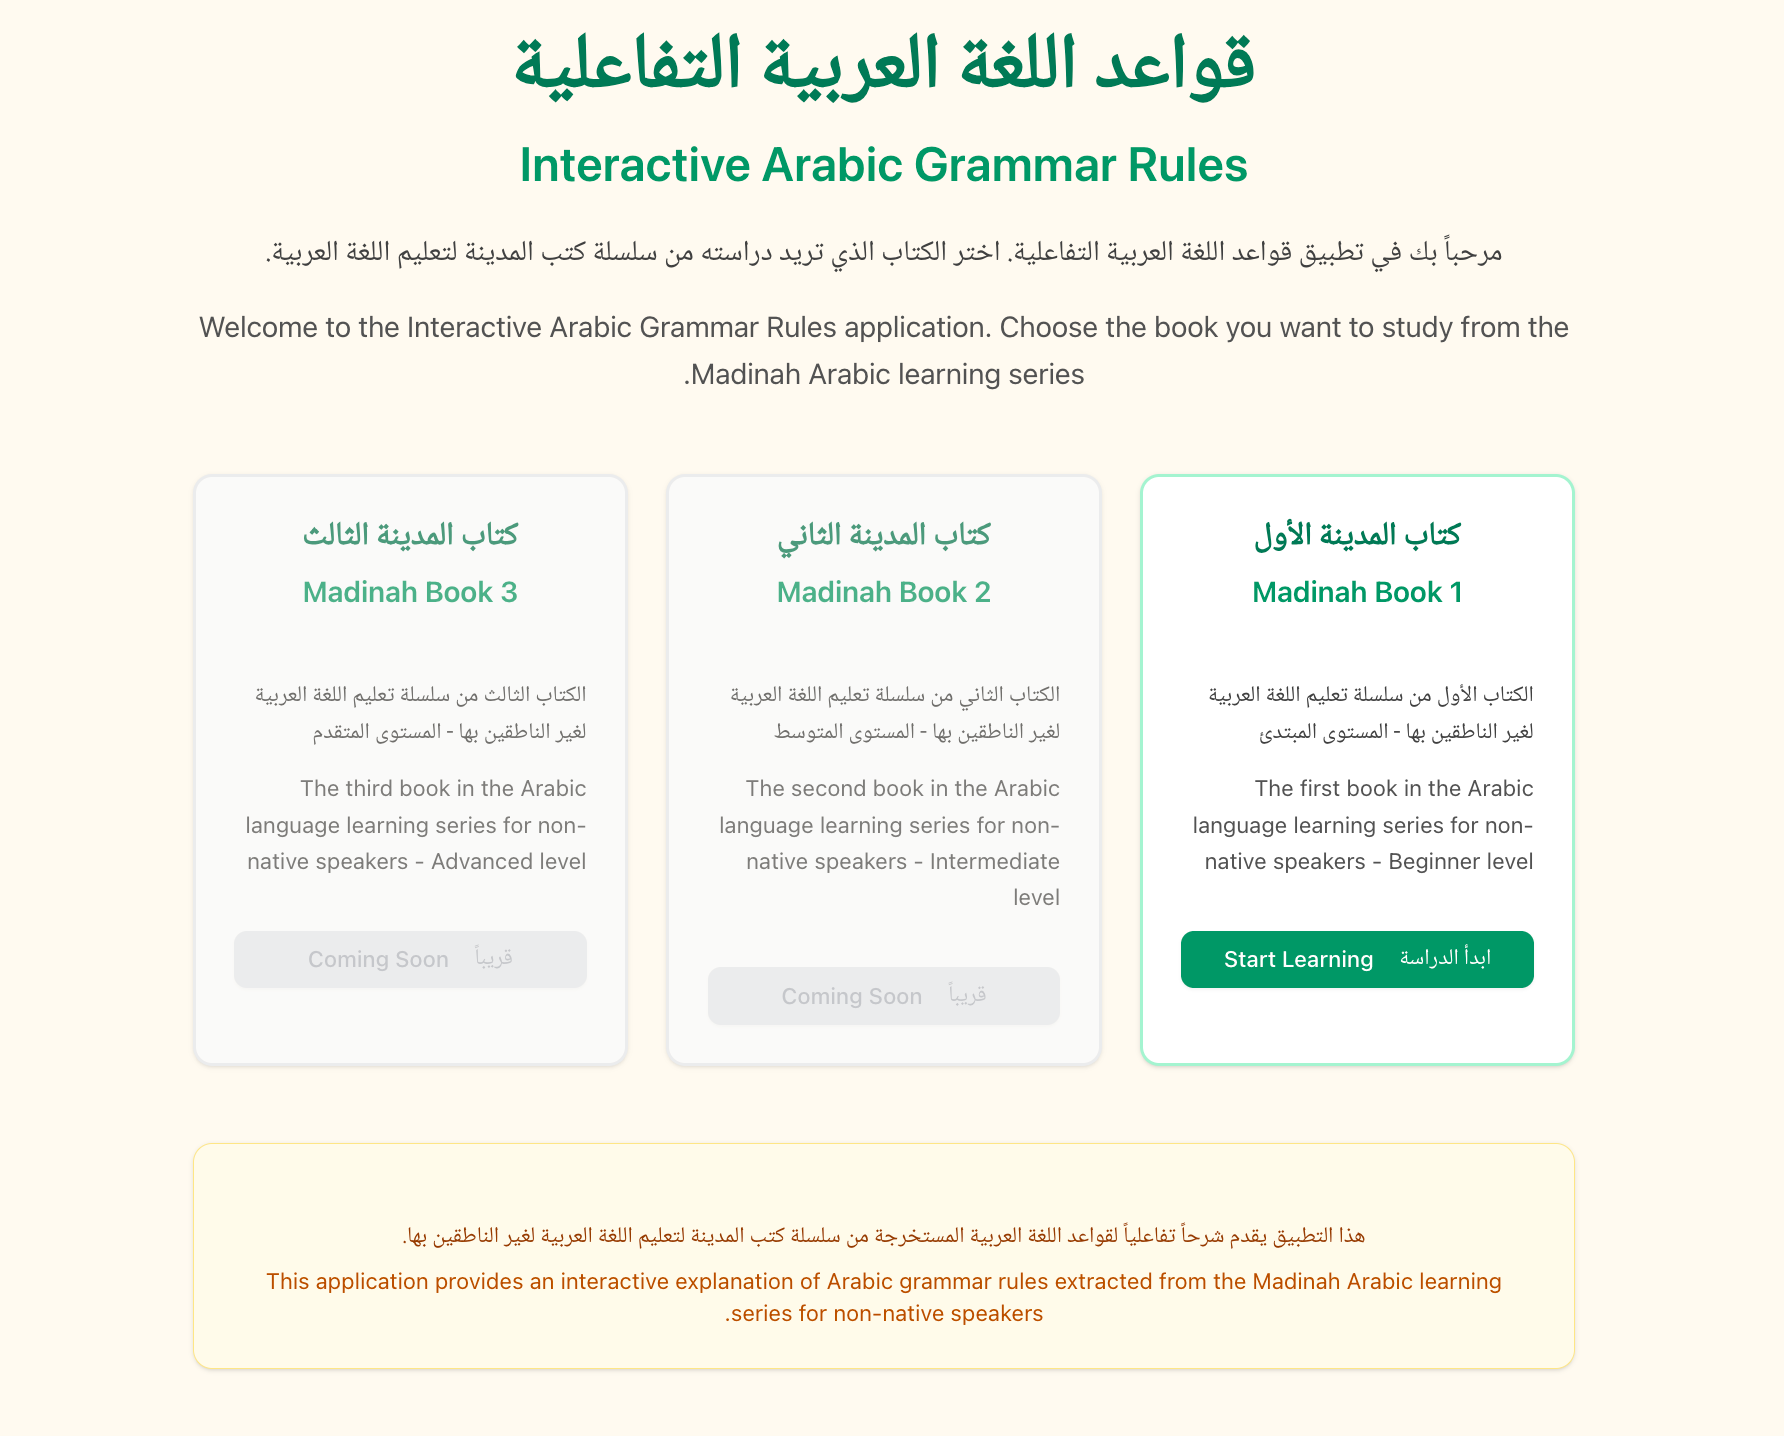 قواعد اللغة العربية التفاعلية
Interactive Arabic Grammar Rules
مرحباً بك في تطبيق قواعد اللغة العربية التفاعلية. اختر الكتاب الذي تريد دراسته من سلسلة كتب المدينة لتعليم اللغة العربية.
Welcome to the Interactive Arabic Grammar Rules application. Choose the book you want to study from the
.Madinah Arabic learning series
كتاب المدينة الأول
Madinah Book 1
الكتاب الأول من سلسلة تعليم اللغة العربية
لغير الناطقين بها - المستوى المبتدئ
The first book in the Arabic
language learning series for non-
native speakers - Beginner level
ابدأ الدراسة Start Learning
كتاب المدينة الثاني
Madinah Book 2
الكتاب الثاني من سلسلة تعليم اللغة العربية
لغير الناطقين بها - المستوى المتوسط
The second book in the Arabic
language learning series for non-
native speakers - Intermediate
level
قريباً Coming Soon
كتاب المدينة الثالث
Madinah Book 3
الكتاب الثالث من سلسلة تعليم اللغة العربية
لغير الناطقين بها - المستوى المتقدم
The third book in the Arabic
language learning series for non-
native speakers - Advanced level
قريباً Coming Soon
هذا التطبيق يقدم شرحاً تفاعلياً لقواعد اللغة العربية المستخرجة من سلسلة كتب المدينة لتعليم اللغة العربية لغير الناطقين بها.
This application provides an interactive explanation of Arabic grammar rules extracted from the Madinah Arabic learning
.series for non-native speakers